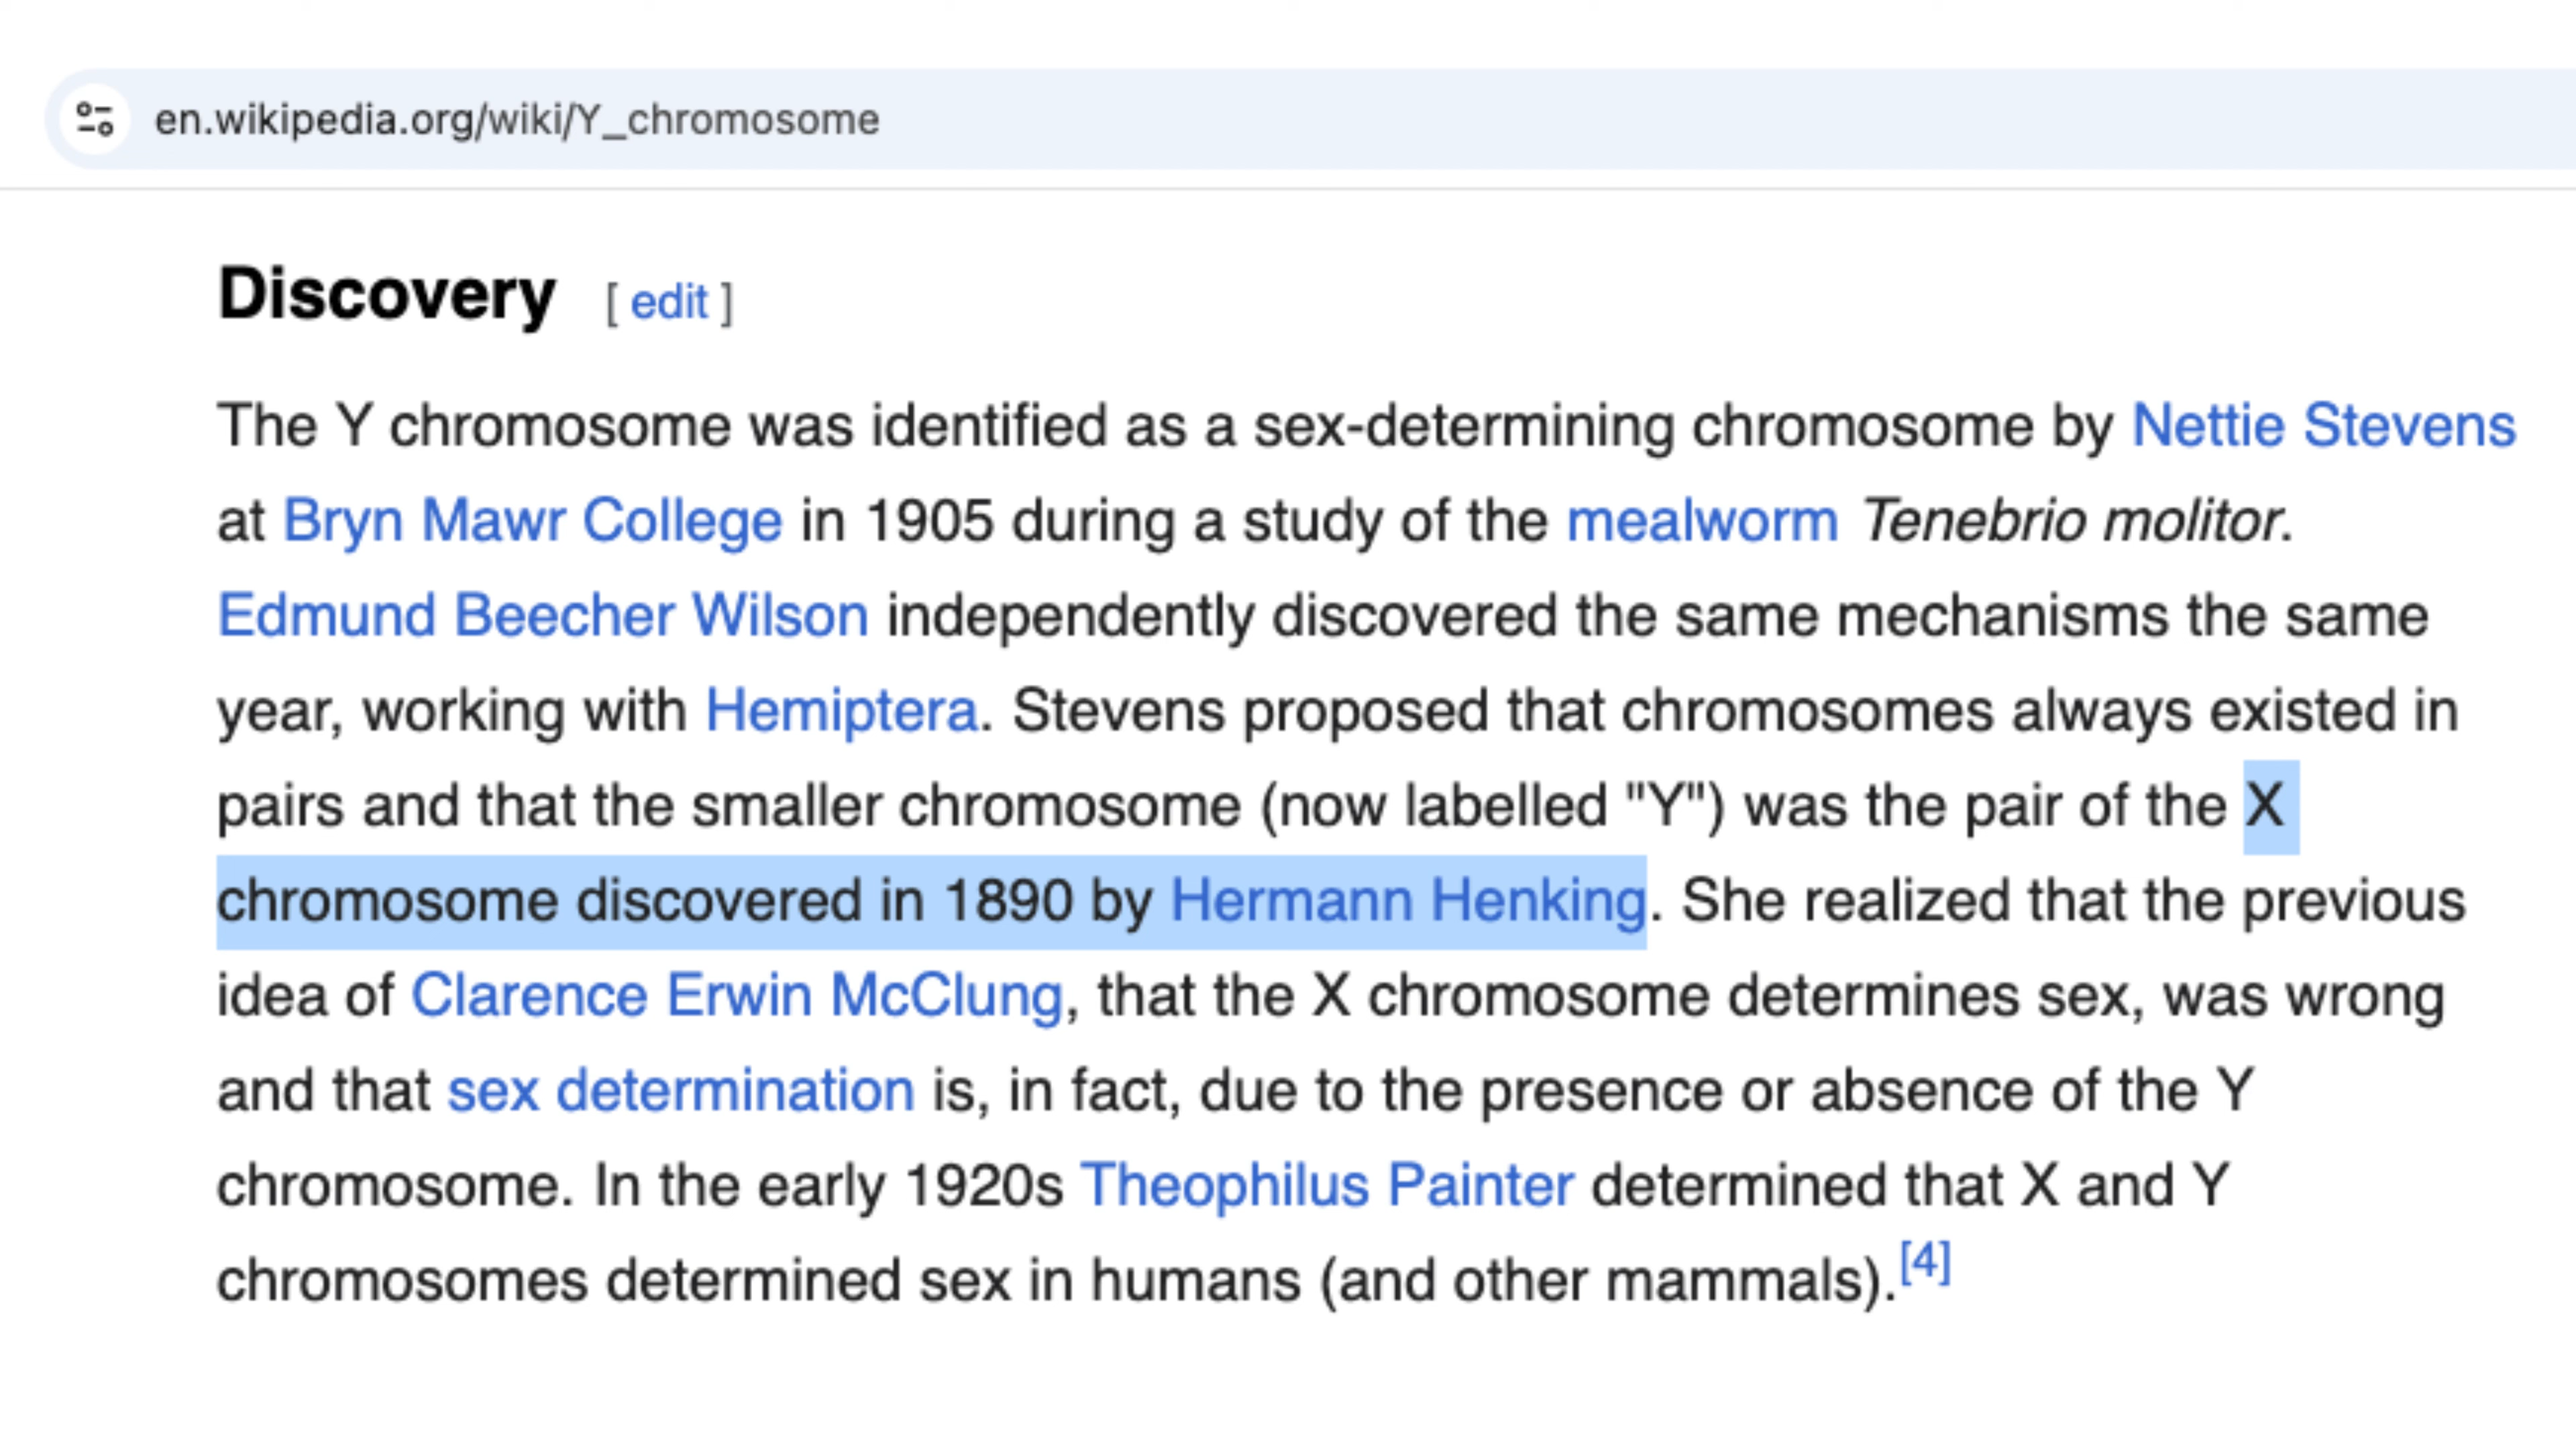 en.wikipedia.org/wiki/Y_chromosome
Discovery [ edit ]
The Y chromosome was identified as a sex-determining chromosome by Nettie Stevens
at Bryn Mawr College in 1905 during a study of the mealworm Tenebrio molitor.
Edmund Beecher Wilson independently discovered the same mechanisms the same
year, working with Hemiptera. Stevens proposed that chromosomes always existed in
pairs and that the smaller chromosome (now labelled "Y") was the pair of the X
chromosome discovered in 1890 by Hermann Henking. She realized that the previous
idea of Clarence Erwin McClung, that the X chromosome determines sex, was wrong
and that sex determination is, in fact, due to the presence or absence of the Y
chromosome. In the early 1920s Theophilus Painter determined that X and Y
chromosomes determined sex in humans (and other mammals).[4]